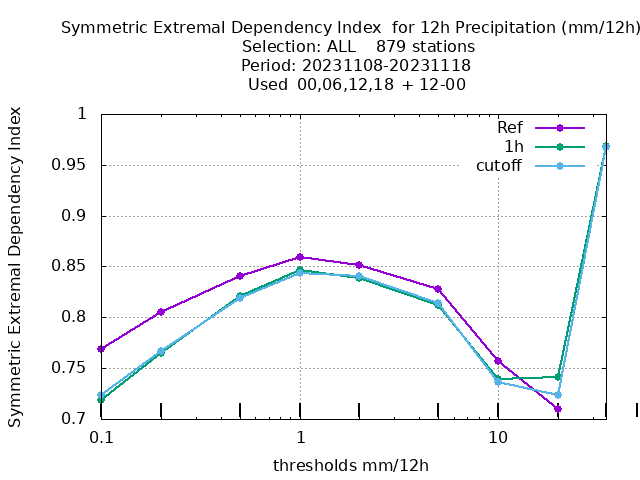 Symmetric Extremal Dependency Index  for 12h Precipitation (mm/12h)
Selection: ALL    879 stations
Period: 20231108-20231118
Used  00,06,12,18  + 12-00
Symmetric Extremal Dependency Index
1
0.95
0.9
0.85
0.8
0.75
0.7
Ref
1h
cutoff
0.1
1
10
thresholds mm/12h